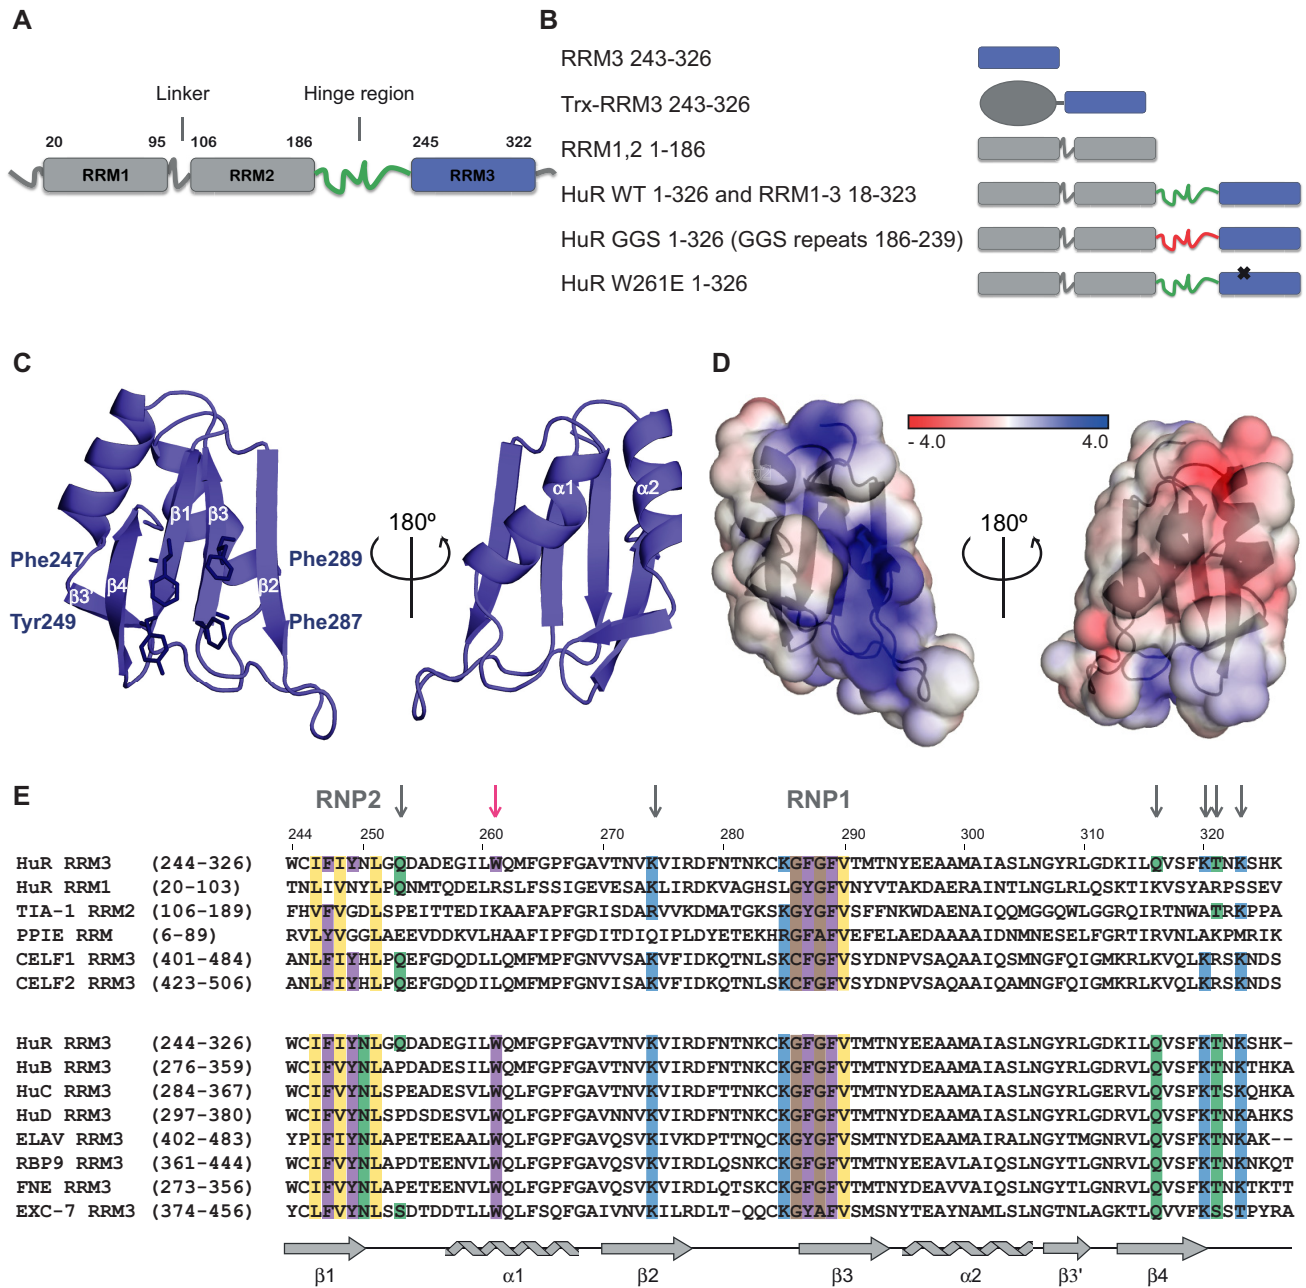 A
Linker
Hinge region
20
95
106
186
245
322
RRM1
RRM2
RRM3
B
RRM3 243-326
Trx-RRM3 243-326
RRM1,2 1-186
HuR WT 1-326 and RRM1-3 18-323
HuR GGS 1-326 (GGS repeats 186-239)
HuR W261E 1-326
C
β1
β3
Phe247
β3'
β4
β2
Phe289
Tyr249
Phe287
180º
α1
α2
D
- 4.0
4.0
180º
E
RNP2
RNP1
244
250
260
270
280
290
300
310
320
HuR RRM3 (244-326) WCIFIYNLGQDADEGILWQMFGPFGAVTNVKVIRDFNTNKCKGFGFVTMTNYEEAAMAIASLNGYRLGDKILQVSFKTNKSHK
HuR RRM1 (20-103) TNLIVNYLPQNMTQDELRSLFSSIGEVESAKLIRDKVAGHSLGYGFVNYVTAKDAERAINTLNGLRLQSKTIKVSYARPSSEV
TIA-1 RRM2 (106-189) FHVFVGDLSPEITTEDIKAAFAPFGRISDARVVKDMATGKSKGYGFVSFFNKWDAENAIQQMGGQWLGGRQIRTNWATRKPPA
PPIE RRM (6-89) RVLYVGGLAEEVDDKVLHAAFIPFGDITDIQIPLDYETEKHRGFAFVEFELAEDAAAAIDNMNESELFGRTIRVNLAKPMRIK
CELF1 RRM3 (401-484) ANLFIYHLPQEFGDQDLLQMFMPFGNVVSAKVFIDKQTNLSKCFGFVSYDNPVSAQAAIQSMNGFQIGMKRLKVQLKRSKNDS
CELF2 RRM3 (423-506) ANLFIYHLPQEFGDQDILQMFMPFGNVISAKVFIDKQTNLSKCFGFVSYDNPVSAQAAIQAMNGFQIGMKRLKVQLKRSKNDS
HuR RRM3 (244-326) WCIFIYNLGQDADEGILWQMFGPFGAVTNVKVIRDFNTNKCKGFGFVTMTNYEEAAMAIASLNGYRLGDKILQVSFKTNKSHK-
HuB RRM3 (276-359) WCIFVYNLAPDADESILWQMFGPFGAVTNVKVIRDFNTNKCKGFGFVTMTNYDEAAMAIASLNGYRLGDRVLQVSFKTNKTHKA
HuC RRM3 (284-367) WCIFVYNLSPEADESVLWQLFGPFGAVTNVKVIRDFTTNKCKGFGFVTMTNYDEAAMAIASLNGYRLGERVLQVSFKTSKQHKA
HuD RRM3 (297-380) WCIFVYNLSPDSDESVLWQLFGPFGAVNNVKVIRDFNTNKCKGFGFVTMTNYDEAAMAIASLNGYRLGDRVLQVSFKTNKAHKS
ELAV RRM3 (402-483) YPIFIYNLAPETEEAALWQLFGPFGAVQSVKIVKDPTTNQCKGYGFVSMTNYDEAAMAIRALNGYTMGNRVLQVSFKTNKAK--
RBP9 RRM3 (361-444) WCIFVYNLAPDTEENVLWQLFGPFGAVQSVKVIRDLQSNKCKGFGFVTMTNYEEAVLAIQSLNGYTLGNRVLQVSFKTNKNKQT
FNE RRM3 (273-356) WCIFVYNLAPETEENVLWQLFGPFGAVQSVKVIRDLQTSKCKGFGFVTMTNYDEAVVAIQSLNGYTLGNRVLQVSFKTNKTKTT
EXC-7 RRM3 (374-456) YCLFVYNLSSDTDDTLLWQLFSQFGAIVNVKILRDLT-QQCKGYAFVSMSNYTEAYNAMLSLNGTNLAGKTLQVVFKSSTPYRA
β1
α1
β2
β3
α2
β3'
β4